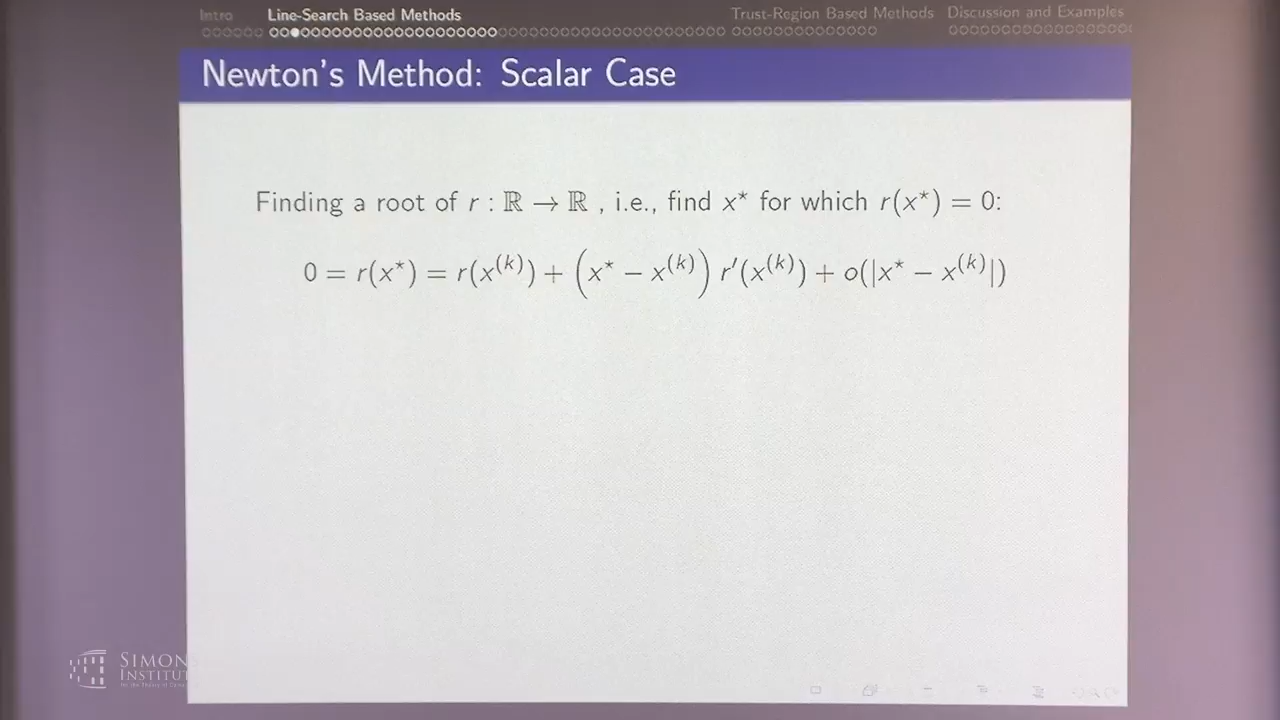 Intro Line-Search Based Methods Trust-Region Based Methods Discussion and Examples
Newton's Method: Scalar Case
Finding a root of r : ℝ → ℝ , i.e., find x* for which r(x*) = 0:
0 = r(x*) = r(x^(k)) + (x* − x^(k)) r′(x^(k)) + o(|x* − x^(k)|)
SIMON
INSTITU